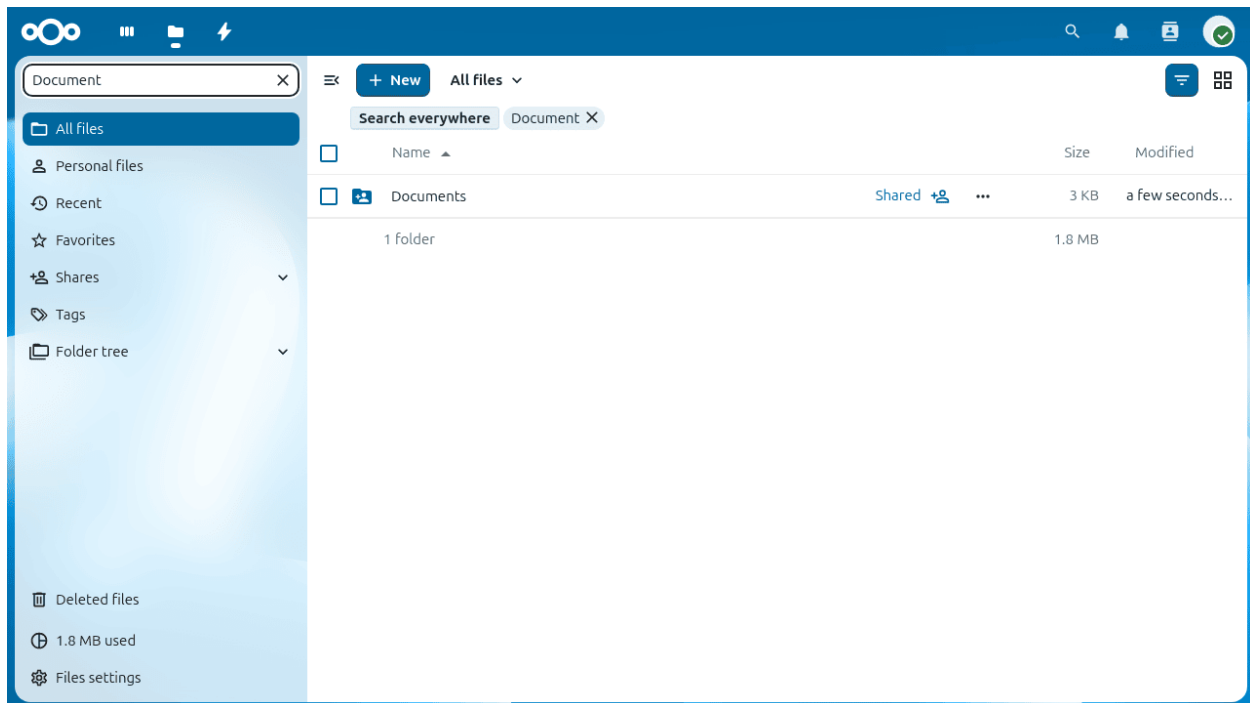 Document
New
All files
Search everywhere
Document
All files
Personal files
Recent
Favorites
Shares
Tags
Folder tree
Deleted files
1.8 MB used
Files settings
Name
Size
Modified
Documents
Shared
3 KB
a few seconds…
1 folder
1.8 MB